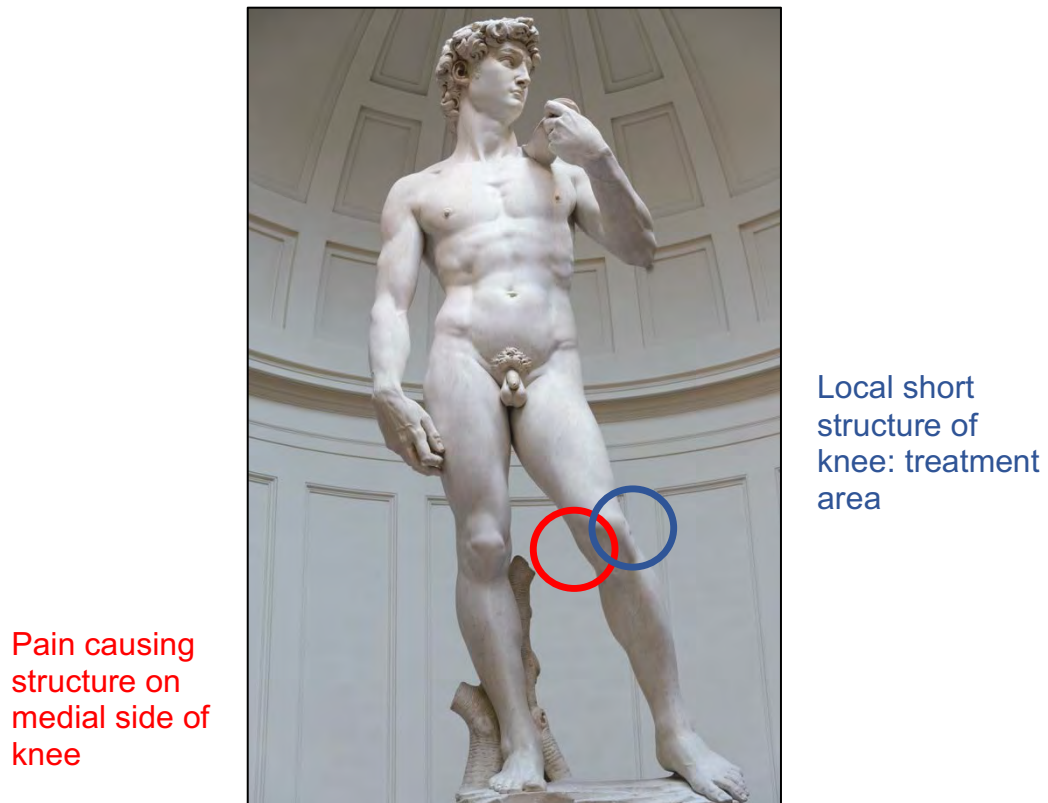 Local short
structure of
knee: treatment
area
Pain causing
structure on
medial side of
knee